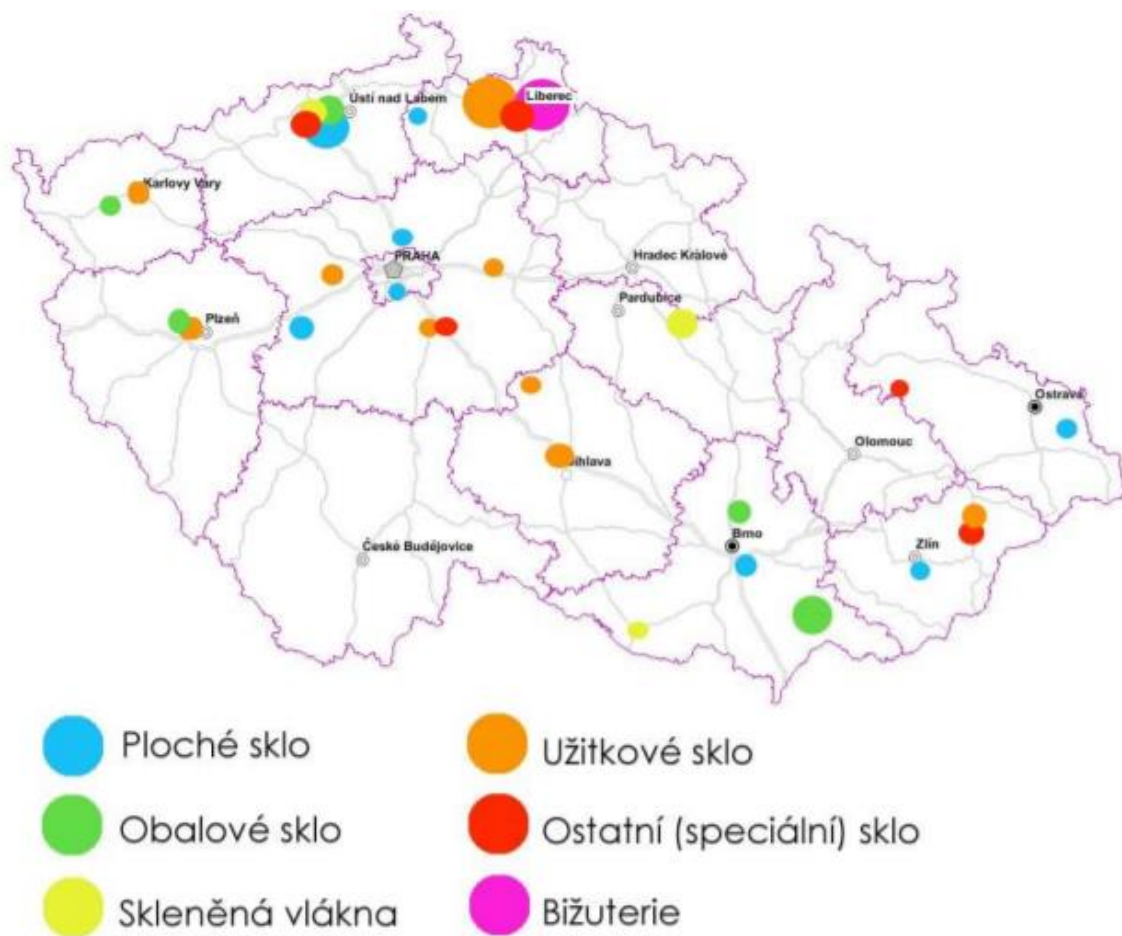 Ústí nad Labem
Liberec
Karlovy Vary
PRAHA
Hradec Králové
Pardubice
Plzeň
Ostrava
Olomouc
Jihlava
Brno
Zlín
České Budějovice
Ploché sklo
Užitkové sklo
Obalové sklo
Ostatní (speciální) sklo
Skleněná vlákna
Bižuterie